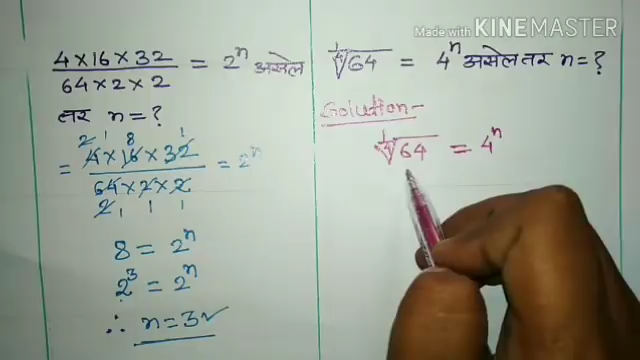 Made with KINEMASTER
4×16×32 / 64×2×2 = 2ⁿ असेल
तर n=?
= 4×16×32 / 64×2×2 = 2ⁿ
8 = 2ⁿ
2³ = 2ⁿ
∴ n=3
√64 = 4ⁿ असेल तर n=?
Solution-
√64 = 4ⁿ